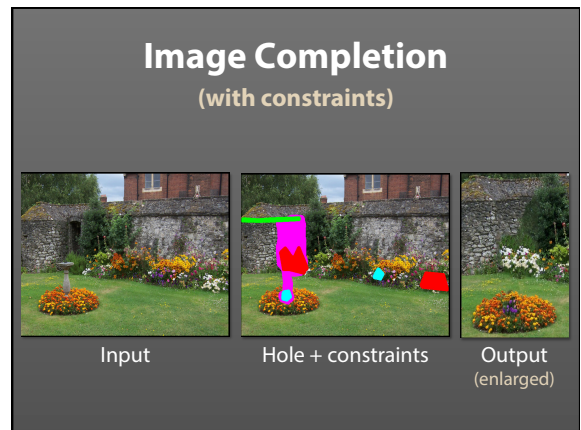 Image Completion
(with constraints)
Input
Hole + constraints
Output
(enlarged)